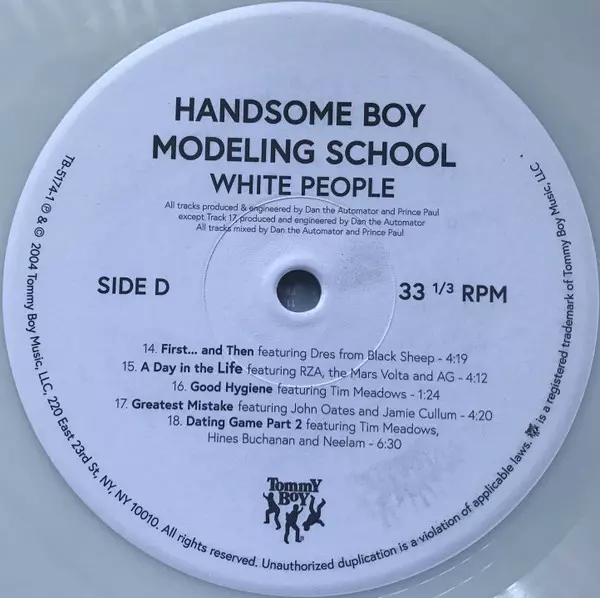 HANDSOME BOY
MODELING SCHOOL
WHITE PEOPLE
All tracks produced & engineered by Dan the Automator and Prince Paul
except Track 17, produced and engineered by Dan the Automator
All tracks mixed by Dan the Automator and Prince Paul
SIDE D
33 1/3 RPM
14. First... and Then featuring Dres from Black Sheep - 4:19
15. A Day in the Life featuring RZA, the Mars Volta and AG - 4:12
16. Good Hygiene featuring Tim Meadows - 1:24
17. Greatest Mistake featuring John Oates and Jamie Cullum - 4:20
18. Dating Game Part 2 featuring Tim Meadows,
Hines Buchanan and Neelam - 6:30
TommY
BOY
TB-5174-1 ℗ & © 2004 Tommy Boy Music, LLC, 220 East 23rd St, NY, NY 10010. All rights reserved. Unauthorized duplication is a violation of applicable laws. is a registered trademark of Tommy Boy Music, LLC